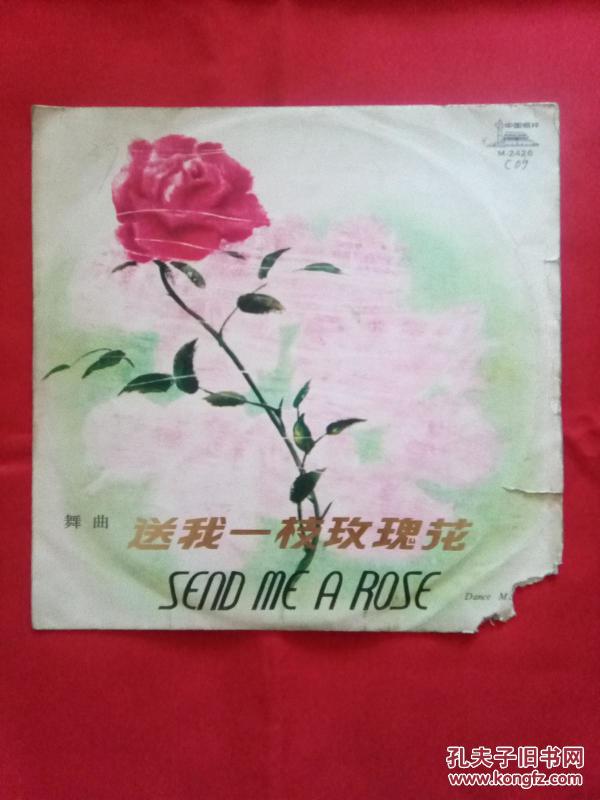 中国唱片
M-2426
C09
舞曲 送我一枝玫瑰花
SEND ME A ROSE
Dance M
孔夫子旧书网
www.kongfz.com